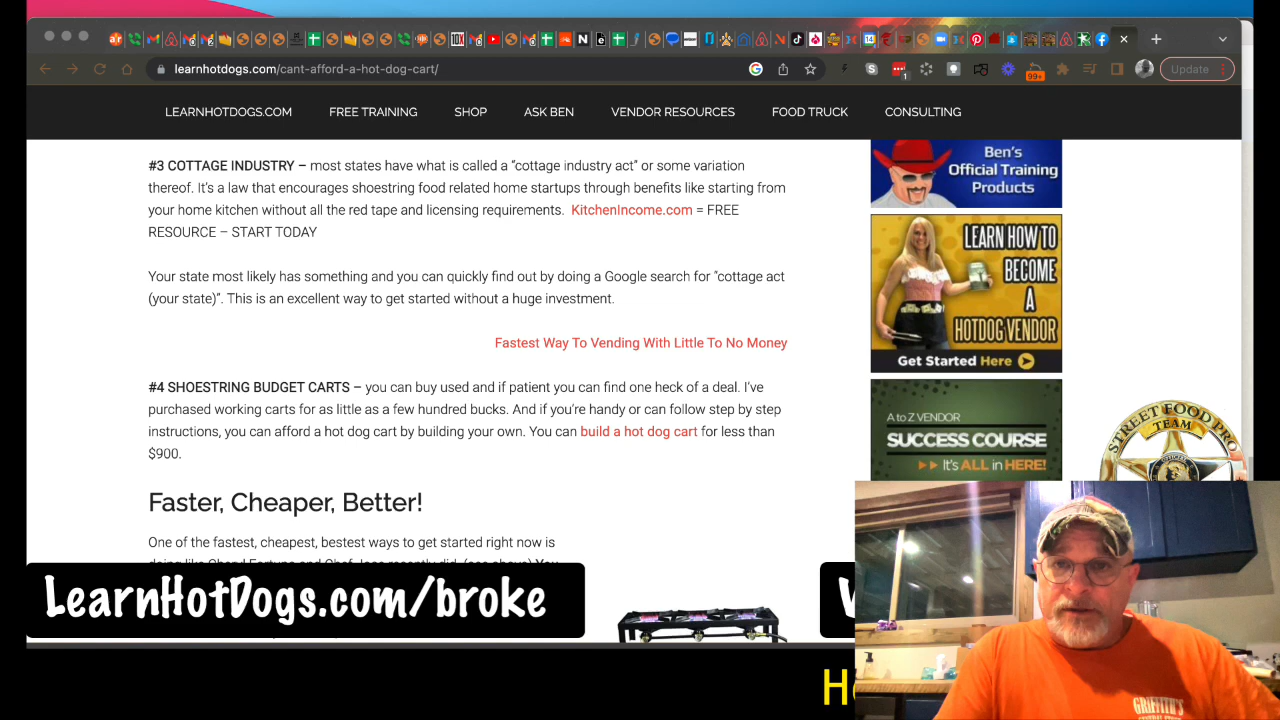 learnhotdogs.com/cant-afford-a-hot-dog-cart/
1
99+
Update
LEARNHOTDOGS.COM FREE TRAINING SHOP ASK BEN VENDOR RESOURCES FOOD TRUCK CONSULTING
#3 COTTAGE INDUSTRY – most states have what is called a “cottage industry act” or some variation
thereof. It’s a law that encourages shoestring food related home startups through benefits like starting from
your home kitchen without all the red tape and licensing requirements. KitchenIncome.com = FREE
RESOURCE – START TODAY
Your state most likely has something and you can quickly find out by doing a Google search for “cottage act
(your state)”. This is an excellent way to get started without a huge investment.
Fastest Way To Vending With Little To No Money
#4 SHOESTRING BUDGET CARTS – you can buy used and if patient you can find one heck of a deal. I’ve
purchased working carts for as little as a few hundred bucks. And if you’re handy or can follow step by step
instructions, you can afford a hot dog cart by building your own. You can build a hot dog cart for less than
$900.
Faster, Cheaper, Better!
One of the fastest, cheapest, bestest ways to get started right now is
LearnHotDogs.com/broke
Ben's
Official Training
Products
LEARN HOW TO
BECOME
A
HOTDOG VENDOR
Get Started Here
A to Z VENDOR
SUCCESS COURSE
It's ALL in HERE!
STREET FOOD PRO
TEAM
GRIFFITH'S